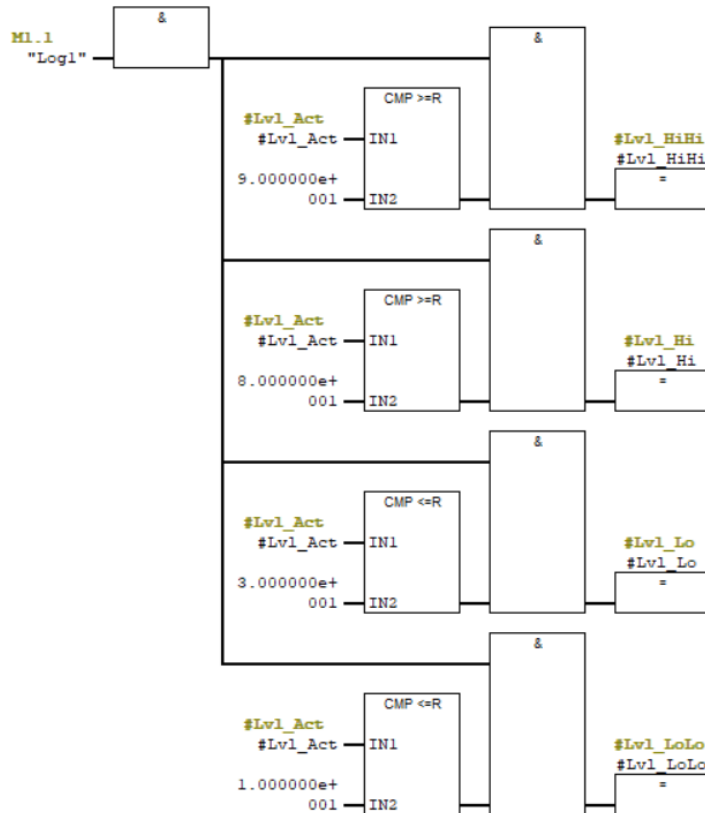 &
M1.1
"Log1"
&
CMP >=R
#Lvl_Act
#Lvl_Act IN1
9.000000e+
001 IN2
#Lvl_HiHi
#Lvl_HiHi
=
&
CMP >=R
#Lvl_Act
#Lvl_Act IN1
8.000000e+
001 IN2
#Lvl_Hi
#Lvl_Hi
=
&
CMP <=R
#Lvl_Act
#Lvl_Act IN1
3.000000e+
001 IN2
#Lvl_Lo
#Lvl_Lo
=
&
CMP <=R
#Lvl_Act
#Lvl_Act IN1
1.000000e+
001 IN2
#Lvl_LoLo
#Lvl_LoLo
=